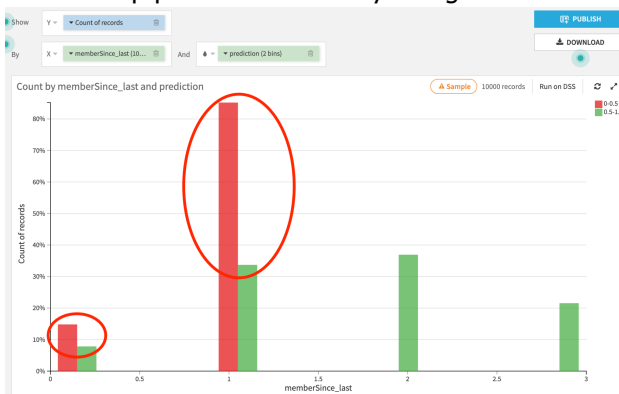 Show Y ▾ Count of records PUBLISH
By X ▾ memberSince_last (10... And ▾ prediction (2 bins) DOWNLOAD
Count by memberSince_last and prediction Sample 10000 records Run on DSS
0-0.5
0.5-1.
80%
70%
60%
50%
40%
30%
20%
10%
0%
Count of records
0 0.5 1 1.5 2 2.5 3
memberSince_last